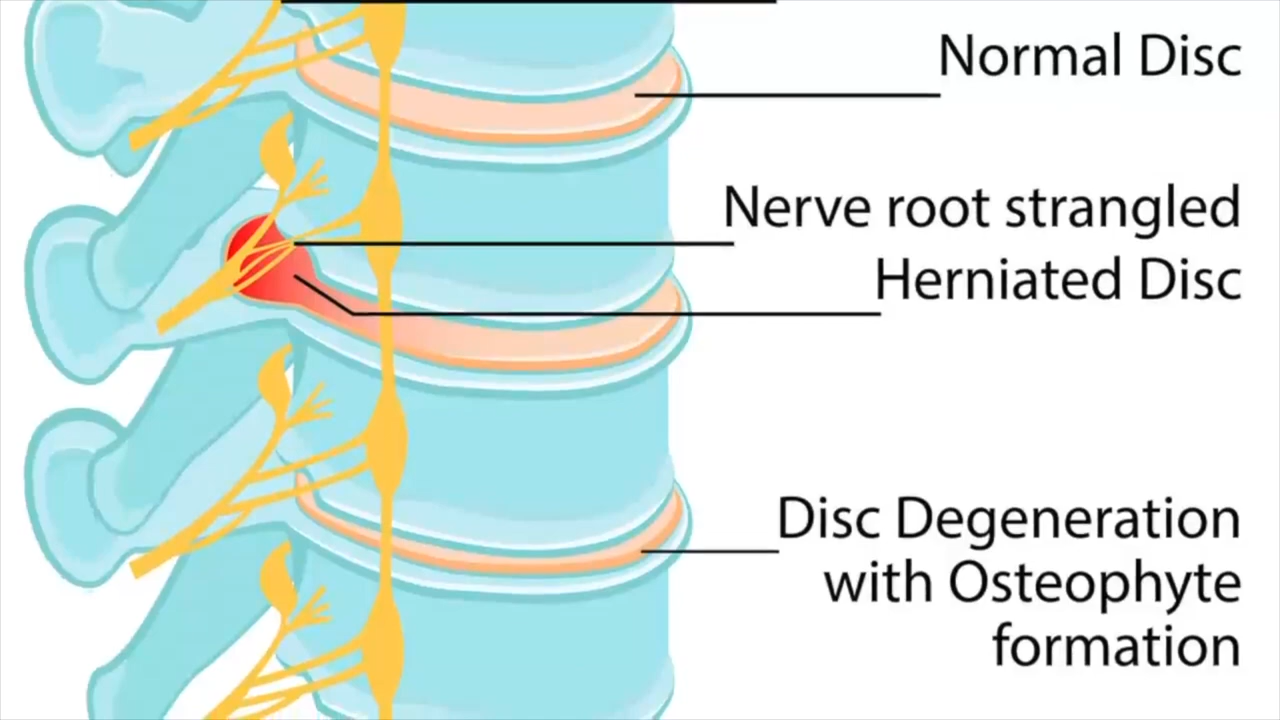 Normal Disc
Nerve root strangled
Herniated Disc
Disc Degeneration
with Osteophyte
formation